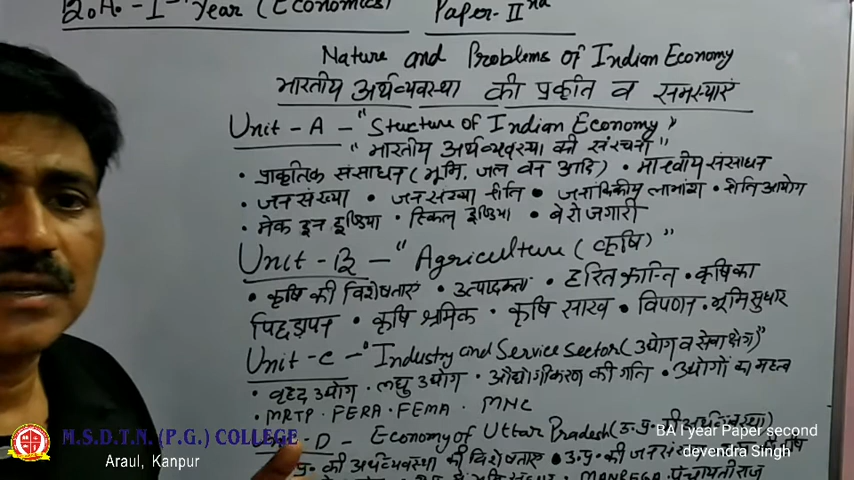 B.A. - I Year (Economics) Paper-II nd
Nature and Problems of Indian Economy
भारतीय अर्थव्यवस्था की प्रकृति व समस्याएं
Unit - A - "Stucture of Indian Economy"
"भारतीय अर्थव्यवस्था की संरचना"
• प्राकृतिक संसाधन (भूमि, जल वन आदि) • मानवीय संसाधन
• जनसंख्या • जनसंख्या नीति • जनांकिकीय लाभांश • नीति आयोग
• मेक इन इण्डिया • स्किल इण्डिया • बेरोजगारी
Unit - B - "Agriculture (कृषि)"
• कृषि की विशेषताएं • उत्पादकता • हरित क्रान्ति • कृषि का
पिछड़ापन • कृषि श्रमिक • कृषि साख • विपणन • भूमि सुधार
Unit - C - "Industry and Service Sector (उद्योग व सेवा क्षेत्र)"
• वृहद उद्योग • लघु उद्योग • औद्योगीकरण की गति • उद्योगों का महत्व
• MRTP • FERA • FEMA • MNC
D - Economy of Uttar Pradesh (उ.प्र. की अर्थव्यवस्था)
प्र. की अर्थव्यवस्था की विशेषताएं • उ.प्र. की
MANREGA पंचायतीराज
M.S.D.T.N. (P.G.) COLLEGE
Araul, Kanpur
BA I year Paper second
devendra Singh